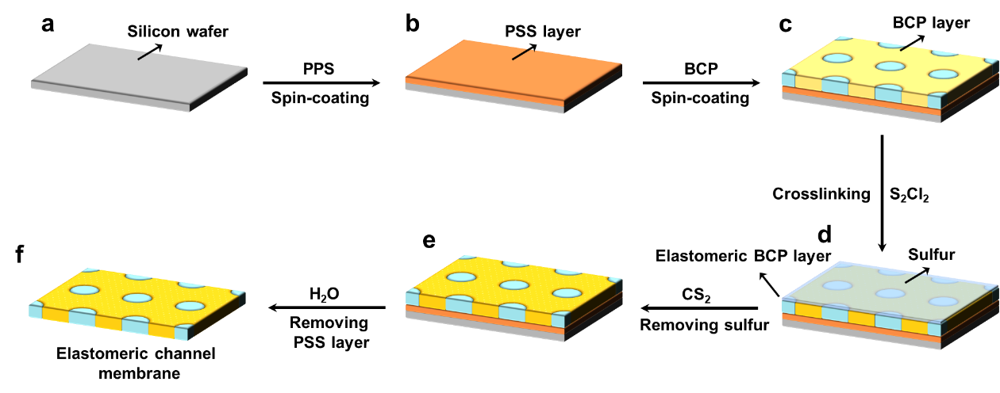 a
Silicon wafer
PPS
Spin-coating
b
PSS layer
BCP
Spin-coating
c
BCP layer
Crosslinking
S₂Cl₂
d
Sulfur
Elastomeric BCP layer
CS₂
Removing sulfur
e
H₂O
Removing
PSS layer
f
Elastomeric channel
membrane